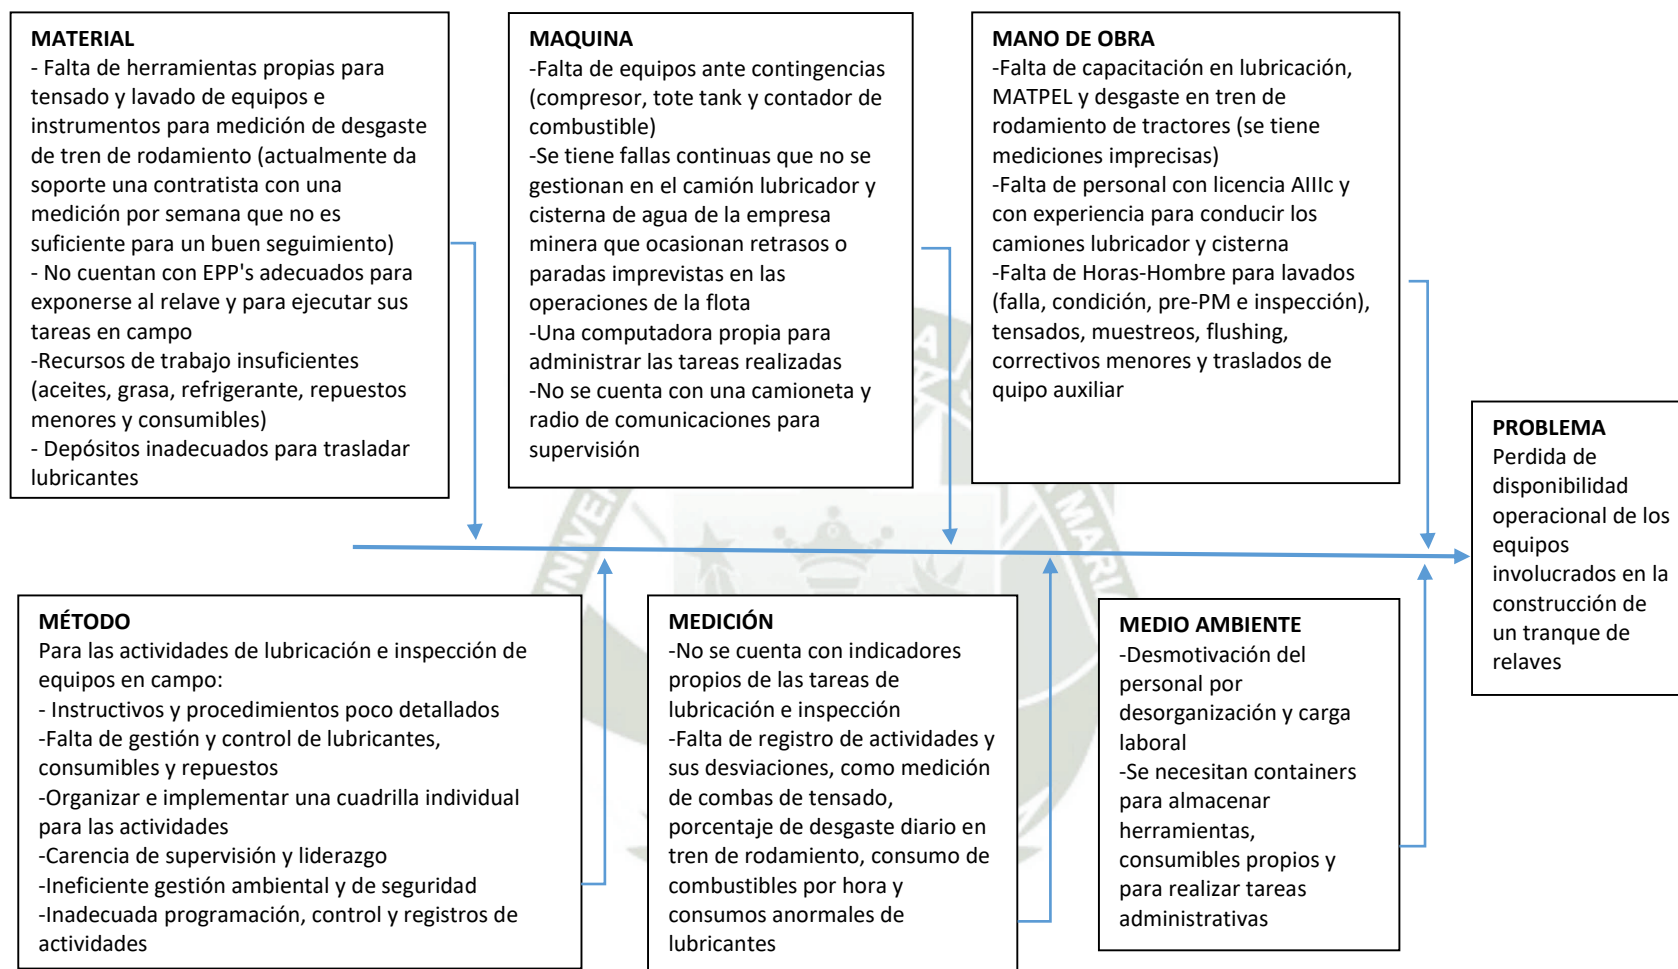 MATERIAL
- Falta de herramientas propias para
tensado y lavado de equipos e
instrumentos para medición de desgaste
de tren de rodamiento (actualmente da
soporte una contratista con una
medición por semana que no es
suficiente para un buen seguimiento)
- No cuentan con EPP's adecuados para
exponerse al relave y para ejecutar sus
tareas en campo
-Recursos de trabajo insuficientes
(aceites, grasa, refrigerante, repuestos
menores y consumibles)
- Depósitos inadecuados para trasladar
lubricantes
MAQUINA
-Falta de equipos ante contingencias
(compresor, tote tank y contador de
combustible)
-Se tiene fallas continuas que no se
gestionan en el camión lubricador y
cisterna de agua de la empresa
minera que ocasionan retrasos o
paradas imprevistas en las
operaciones de la flota
-Una computadora propia para
administrar las tareas realizadas
-No se cuenta con una camioneta y
radio de comunicaciones para
supervisión
MANO DE OBRA
-Falta de capacitación en lubricación,
MATPEL y desgaste en tren de
rodamiento de tractores (se tiene
mediciones imprecisas)
-Falta de personal con licencia AIIIc y
con experiencia para conducir los
camiones lubricador y cisterna
-Falta de Horas-Hombre para lavados
(falla, condición, pre-PM e inspección),
tensados, muestreos, flushing,
correctivos menores y traslados de
quipo auxiliar
PROBLEMA
Perdida de
disponibilidad
operacional de los
equipos
involucrados en la
construcción de
un tranque de
relaves
MÉTODO
Para las actividades de lubricación e inspección de
equipos en campo:
- Instructivos y procedimientos poco detallados
-Falta de gestión y control de lubricantes,
consumibles y repuestos
-Organizar e implementar una cuadrilla individual
para las actividades
-Carencia de supervisión y liderazgo
-Ineficiente gestión ambiental y de seguridad
-Inadecuada programación, control y registros de
actividades
MEDICIÓN
-No se cuenta con indicadores
propios de las tareas de
lubricación e inspección
-Falta de registro de actividades y
sus desviaciones, como medición
de combas de tensado,
porcentaje de desgaste diario en
tren de rodamiento, consumo de
combustibles por hora y
consumos anormales de
lubricantes
MEDIO AMBIENTE
-Desmotivación del
personal por
desorganización y carga
laboral
-Se necesitan containers
para almacenar
herramientas,
consumibles propios y
para realizar tareas
administrativas